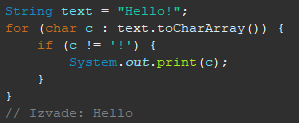 String text = "Hello!";
for (char c : text.toCharArray()) {
    if (c != '!') {
        System.out.print(c);
    }
}
// Izvade: Hello